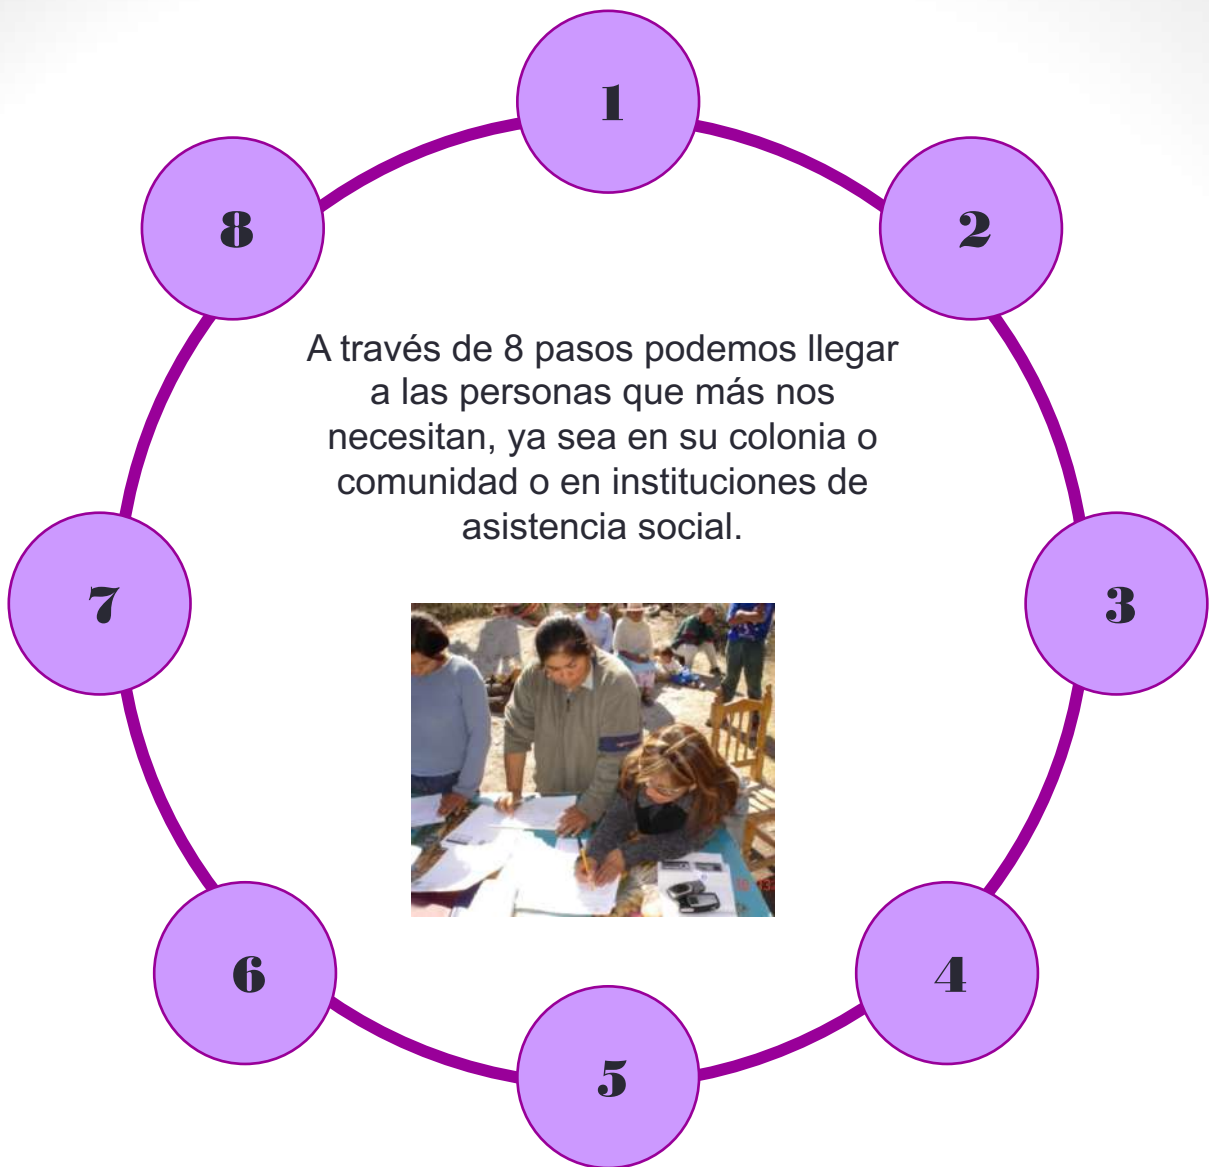 1
8
2
A través de 8 pasos podemos llegar
a las personas que más nos
necesitan, ya sea en su colonia o
comunidad o en instituciones de
asistencia social.
7
3
6
4
5